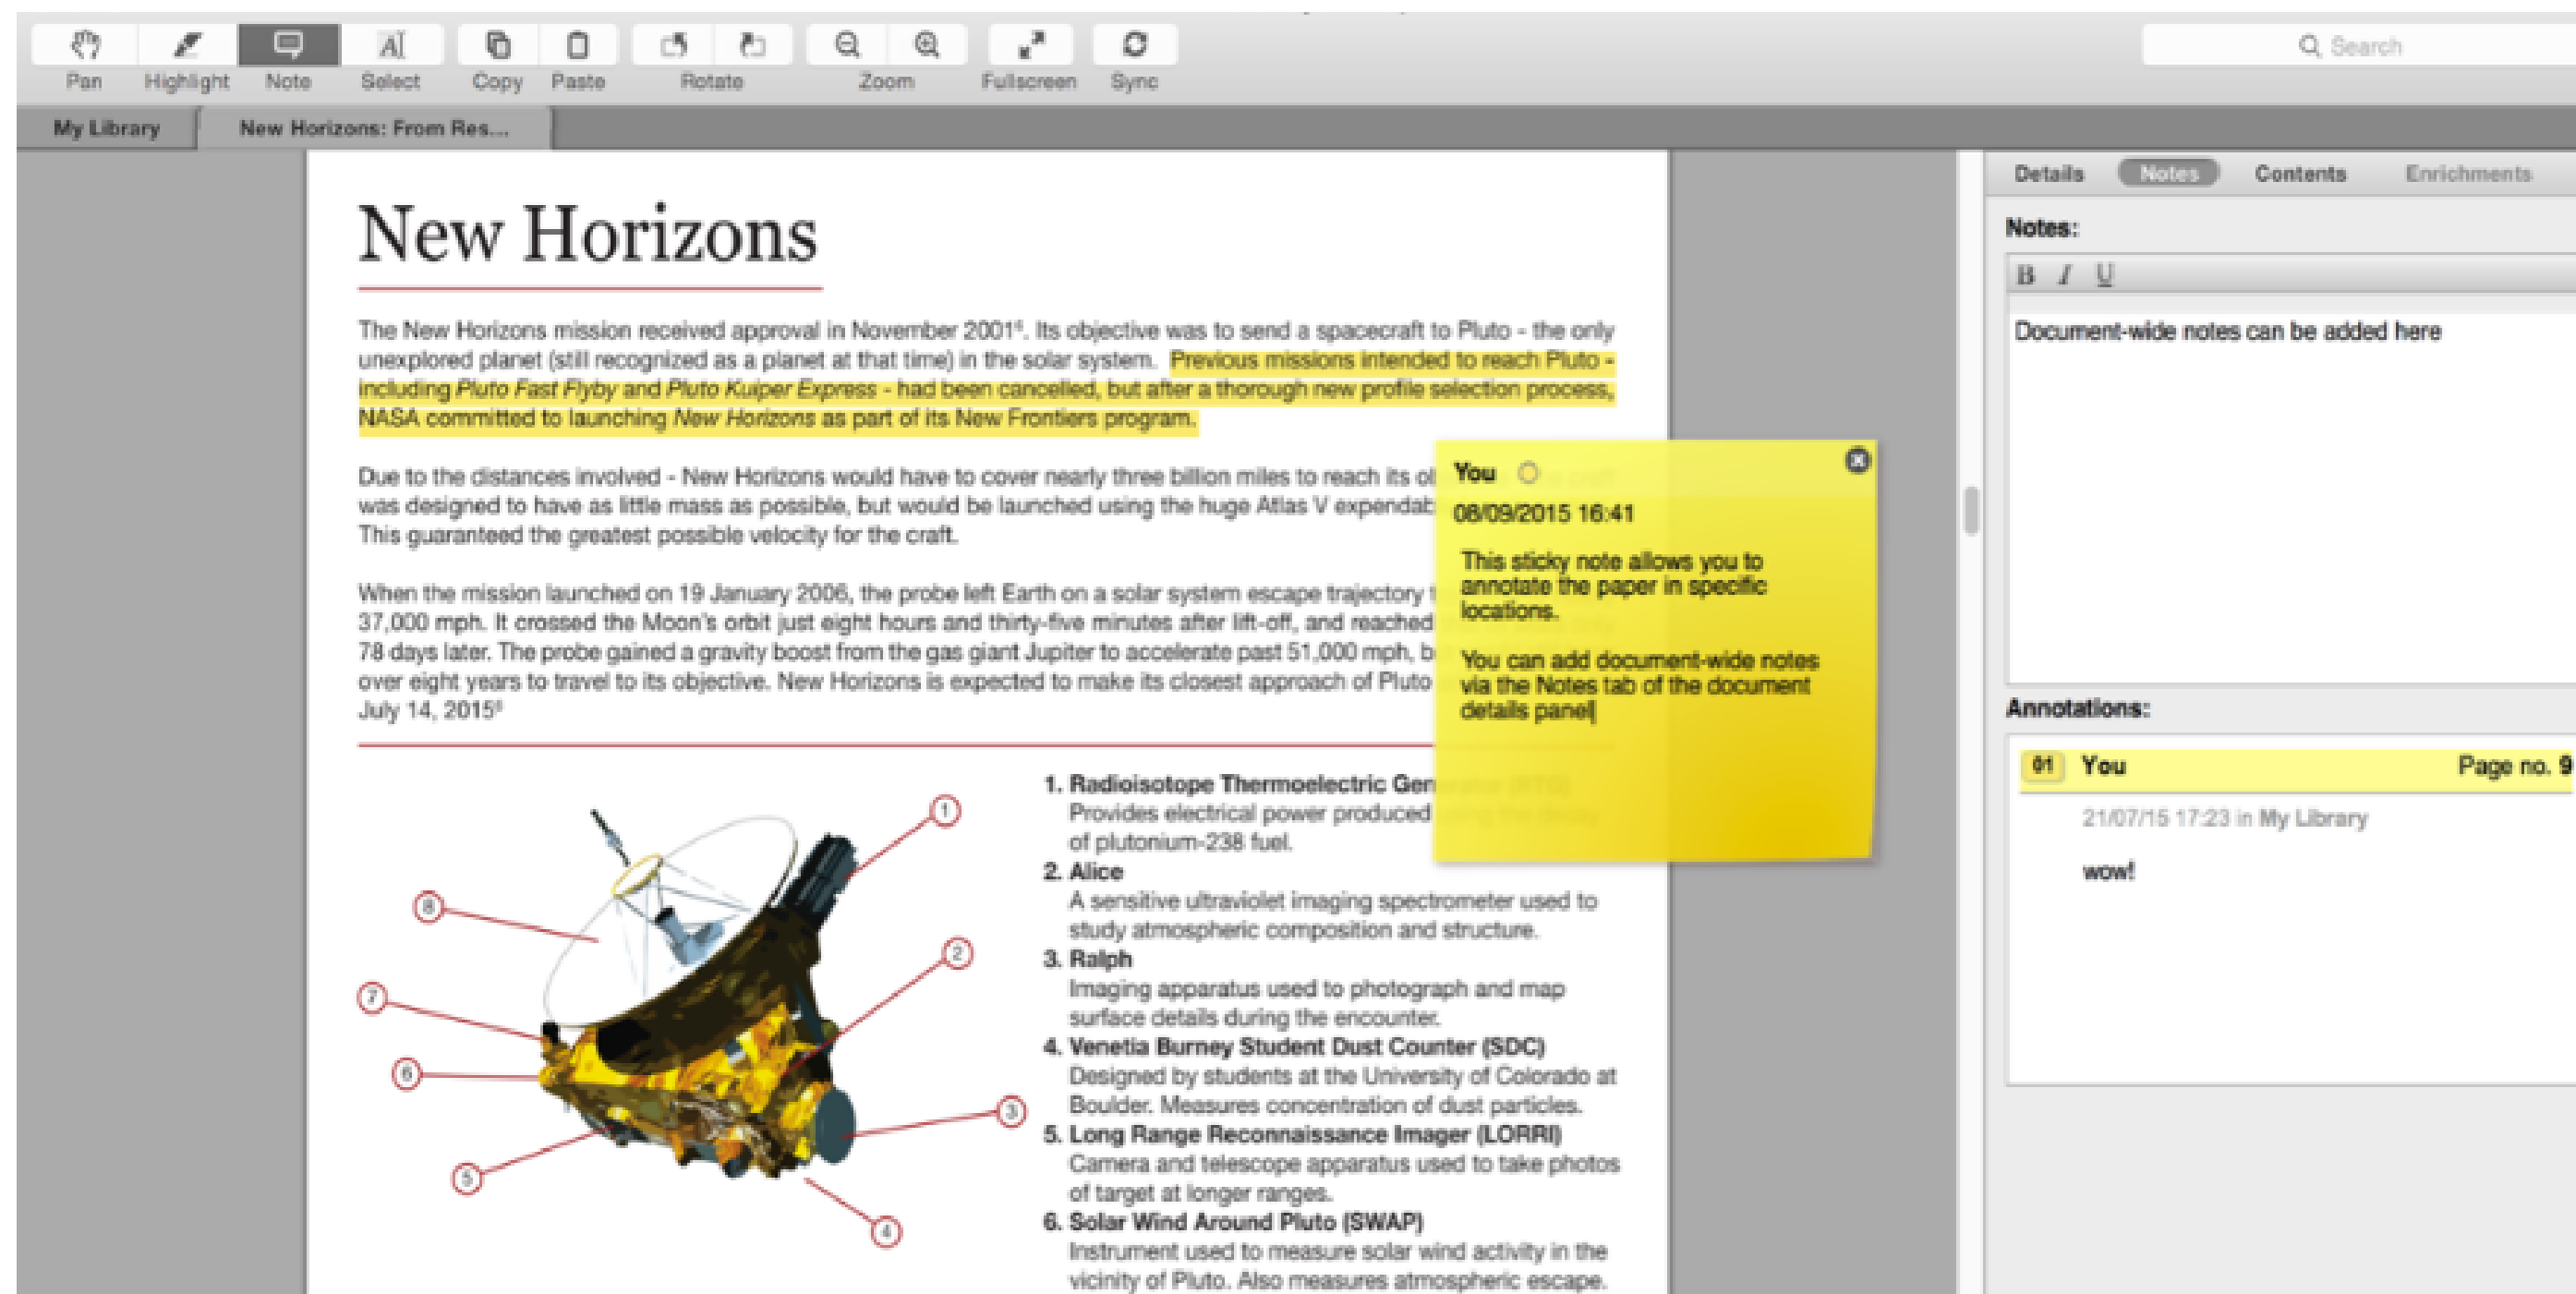 Pan Highlight Note Select Copy Paste Rotate Zoom Fullscreen Sync
Search
My Library
New Horizons: From Res...
New Horizons
The New Horizons mission received approval in November 2001⁶. Its objective was to send a spacecraft to Pluto - the only
unexplored planet (still recognized as a planet at that time) in the solar system. Previous missions intended to reach Pluto -
including Pluto Fast Flyby and Pluto Kuiper Express - had been cancelled, but after a thorough new profile selection process,
NASA committed to launching New Horizons as part of its New Frontiers program.
Due to the distances involved - New Horizons would have to cover nearly three billion miles to reach its
was designed to have as little mass as possible, but would be launched using the huge Atlas V
This guaranteed the greatest possible velocity for the craft.
When the mission launched on 19 January 2006, the probe left Earth on a solar system escape trajectory
37,000 mph. It crossed the Moon's orbit just eight hours and thirty-five minutes after lift-off, and reached
78 days later. The probe gained a gravity boost from the gas giant Jupiter to accelerate past 51,000 mph,
over eight years to travel to its objective. New Horizons is expected to make its closest approach of Pluto
July 14, 2015
1
2
3
4
5
6
7
8
1. Radioisotope Thermoelectric Generator (RTG)
Provides electrical power produced using the decay
of plutonium-238 fuel.
2. Alice
A sensitive ultraviolet imaging spectrometer used to
study atmospheric composition and structure.
3. Ralph
Imaging apparatus used to photograph and map
surface details during the encounter.
4. Venetia Burney Student Dust Counter (SDC)
Designed by students at the University of Colorado at
Boulder. Measures concentration of dust particles.
5. Long Range Reconnaissance Imager (LORRI)
Camera and telescope apparatus used to take photos
of target at longer ranges.
6. Solar Wind Around Pluto (SWAP)
Instrument used to measure solar wind activity in the
vicinity of Pluto. Also measures atmospheric escape.
You
08/09/2015 16:41
This sticky note allows you to
annotate the paper in specific
locations.
You can add document-wide notes
via the Notes tab of the document
details panel
Details Notes Contents Enrichments
Notes:
B I U
Document-wide notes can be added here
Annotations:
01 You Page no. 9
21/07/15 17:23 in My Library
wow!